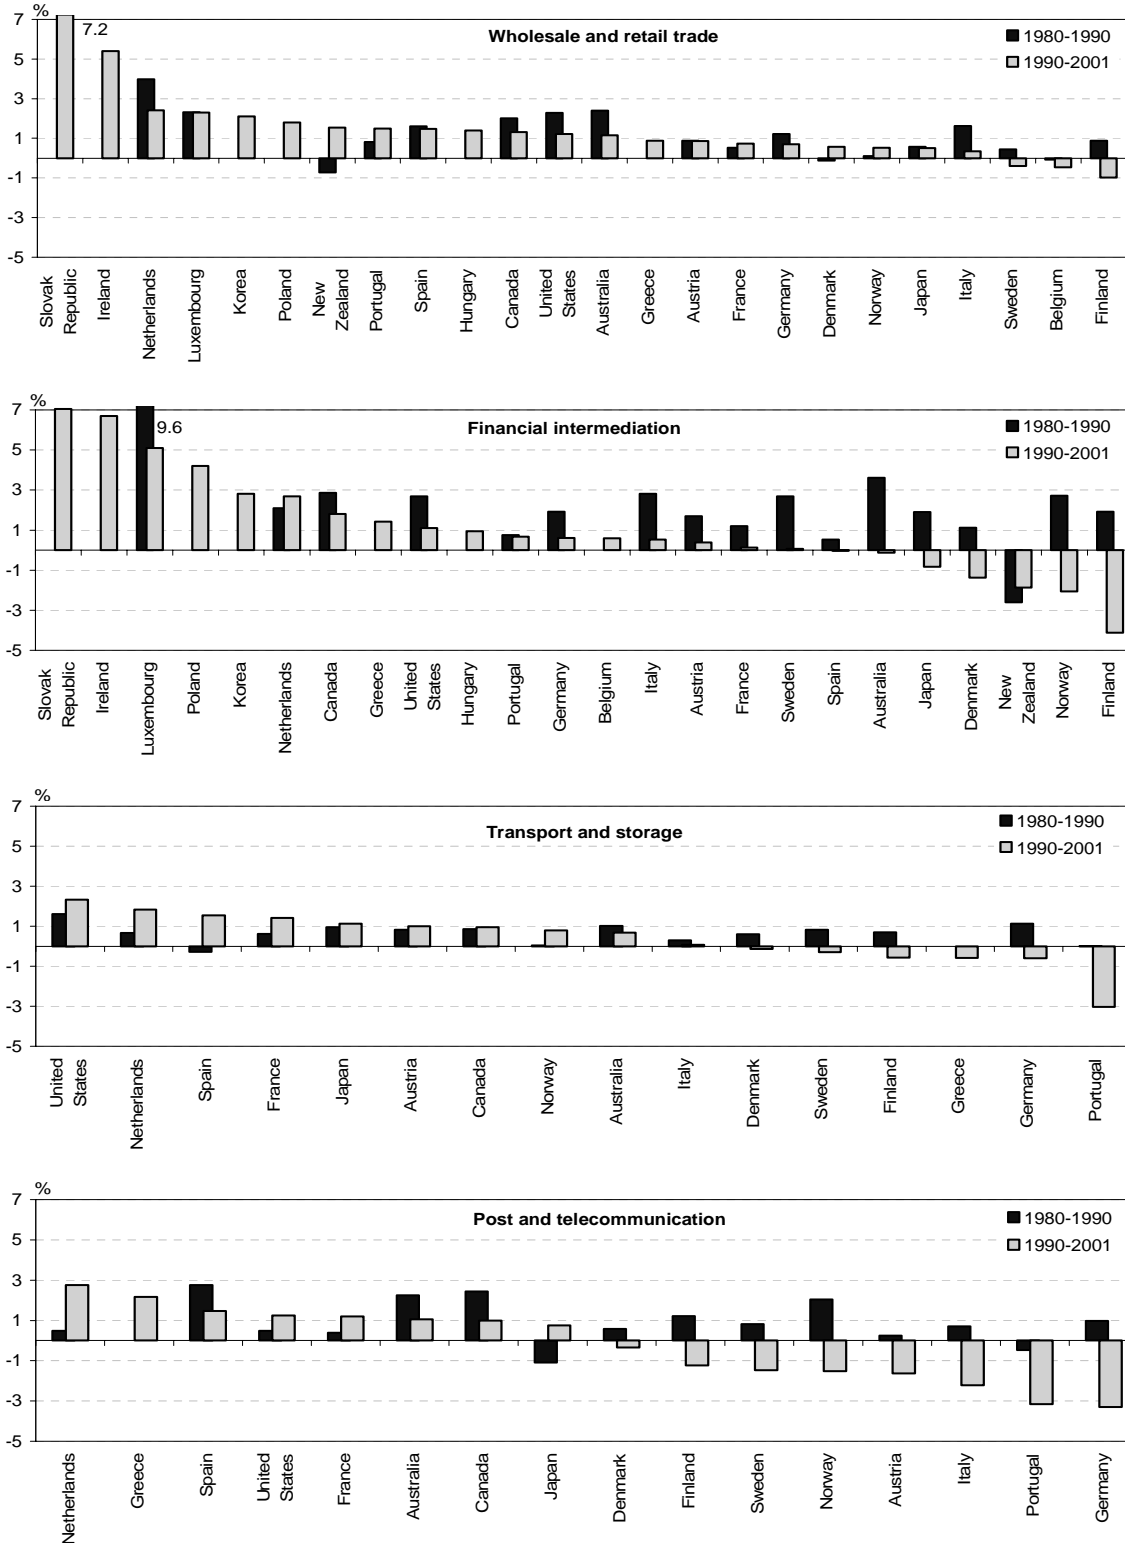 %
7
7.2
Wholesale and retail trade
1980-1990
1990-2001
5
3
1
-1
-3
-5
Slovak Republic
Ireland
Netherlands
Luxembourg
Korea
Poland
New Zealand
Portugal
Spain
Hungary
Canada
United States
Australia
Greece
Austria
France
Germany
Denmark
Norway
Japan
Italy
Sweden
Belgium
Finland
%
7
9.6
Financial intermediation
1980-1990
1990-2001
5
3
1
-1
-3
-5
Slovak Republic
Ireland
Luxembourg
Poland
Korea
Netherlands
Canada
Greece
United States
Hungary
Portugal
Germany
Belgium
Italy
Austria
France
Sweden
Spain
Australia
Japan
Denmark
New Zealand
Norway
Finland
%
7
Transport and storage
1980-1990
1990-2001
5
3
1
-1
-3
-5
United States
Netherlands
Spain
France
Japan
Austria
Canada
Norway
Australia
Italy
Denmark
Sweden
Finland
Greece
Germany
Portugal
%
7
Post and telecommunication
1980-1990
1990-2001
5
3
1
-1
-3
-5
Netherlands
Greece
Spain
United States
France
Australia
Canada
Japan
Denmark
Finland
Sweden
Norway
Austria
Italy
Portugal
Germany